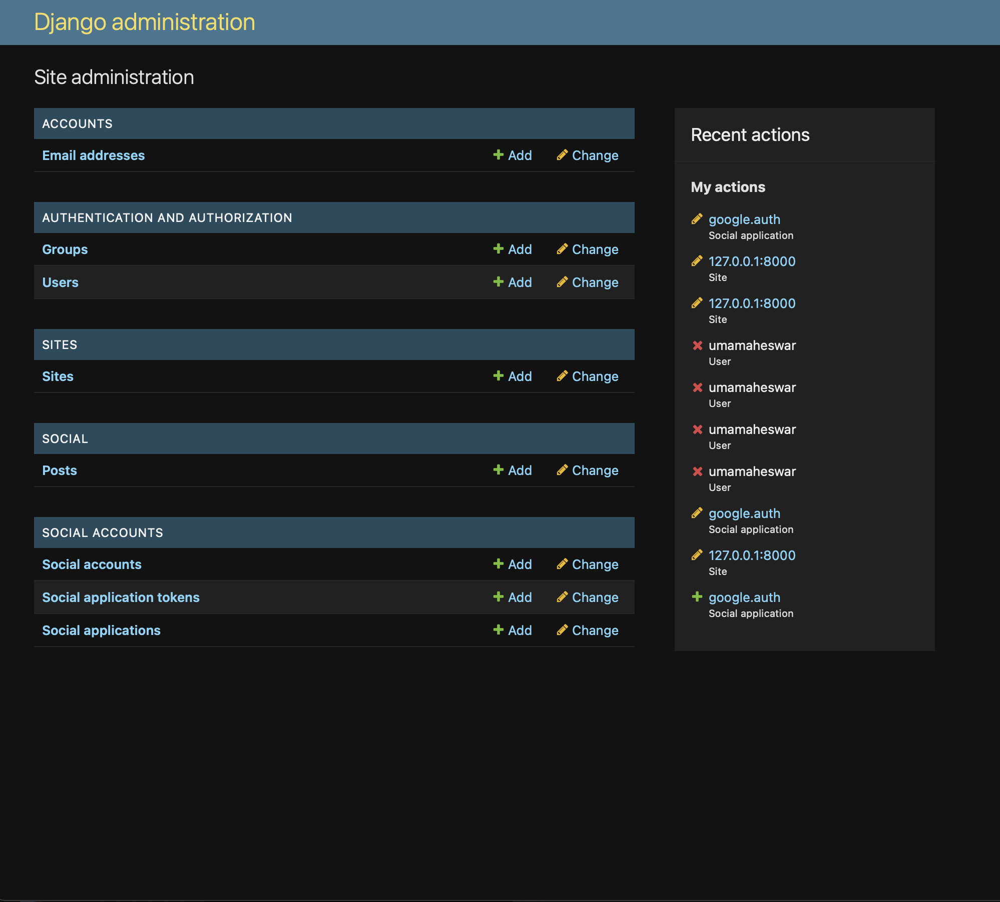 Django administration
Site administration
ACCOUNTS
Email addresses Add Change
AUTHENTICATION AND AUTHORIZATION
Groups Add Change
Users Add Change
SITES
Sites Add Change
SOCIAL
Posts Add Change
SOCIAL ACCOUNTS
Social accounts Add Change
Social application tokens Add Change
Social applications Add Change
Recent actions
My actions
google.auth
Social application
127.0.0.1:8000
Site
127.0.0.1:8000
Site
umamaheswar
User
umamaheswar
User
umamaheswar
User
umamaheswar
User
google.auth
Social application
127.0.0.1:8000
Site
google.auth
Social application